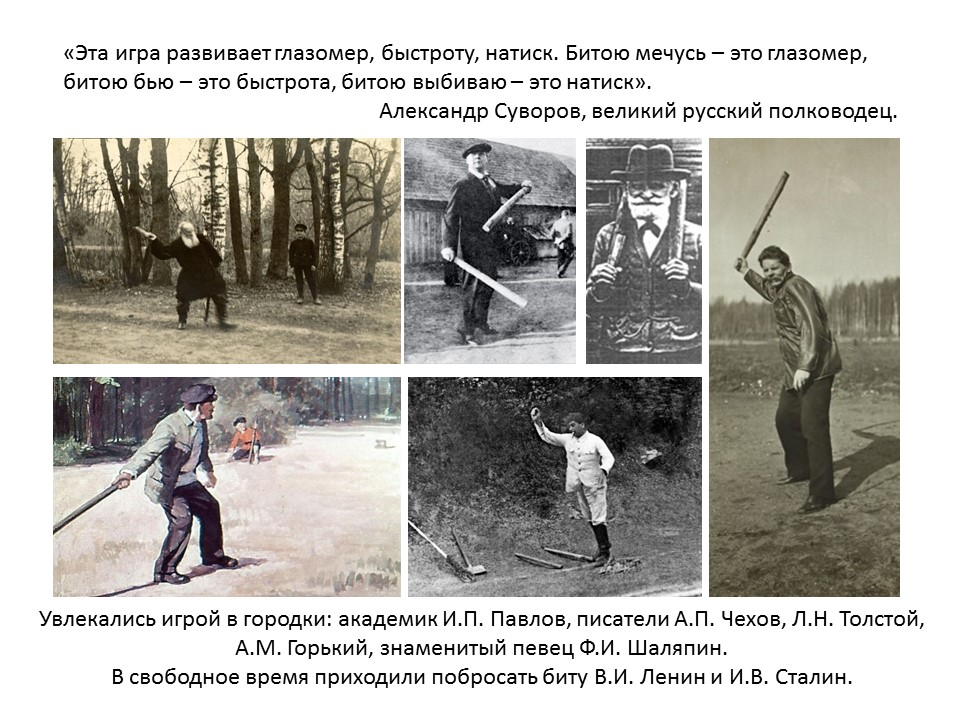 «Эта игра развивает глазомер, быстроту, натиск. Битою мечусь – это глазомер,
битою бью – это быстрота, битою выбиваю – это натиск».
Александр Суворов, великий русский полководец.
Увлекались игрой в городки: академик И.П. Павлов, писатели А.П. Чехов, Л.Н. Толстой,
А.М. Горький, знаменитый певец Ф.И. Шаляпин.
В свободное время приходили побросать биту В.И. Ленин и И.В. Сталин.